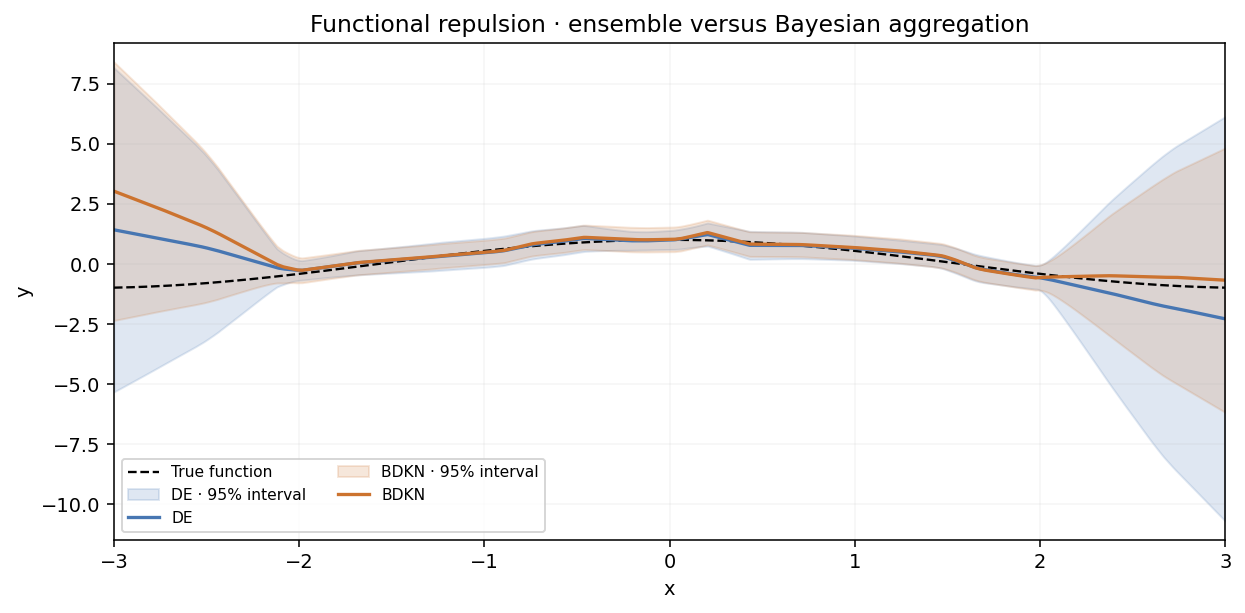 Functional repulsion · ensemble versus Bayesian aggregation
y
7.5
5.0
2.5
0.0
−2.5
−5.0
−7.5
−10.0
True function
DE · 95% interval
DE
BDKN · 95% interval
BDKN
−3
−2
−1
0
1
2
3
x